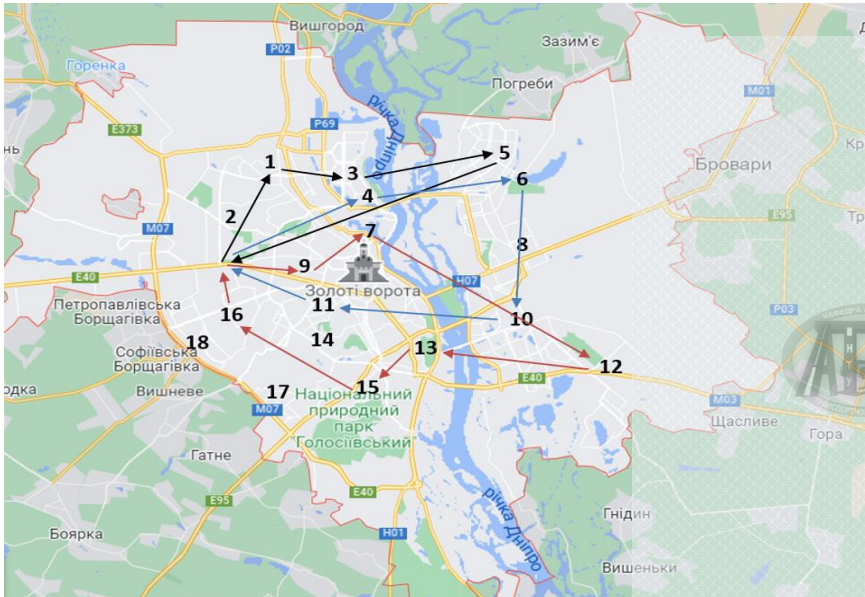 Вишгород
P02
Зазим'є
Горенка
Погреби
M01
річка Дніпро
P69
E373
нь
5
1
3
Бровари
6
4
2
E95
7
M07
8
9
E40
H07
Золоті ворота
Петропавлівська
Борщагівка
11
16
10
P03
14
18
13
Софіївська
Борщагівка
12
15
E40
одка
Вишневе
17
Національний
природний
парк
"Голосіївський"
M07
M03
Щасливе
Гора
Гатне
E40
E95
річка Дніпро
Гнідин
H01
Боярка
Вишеньки